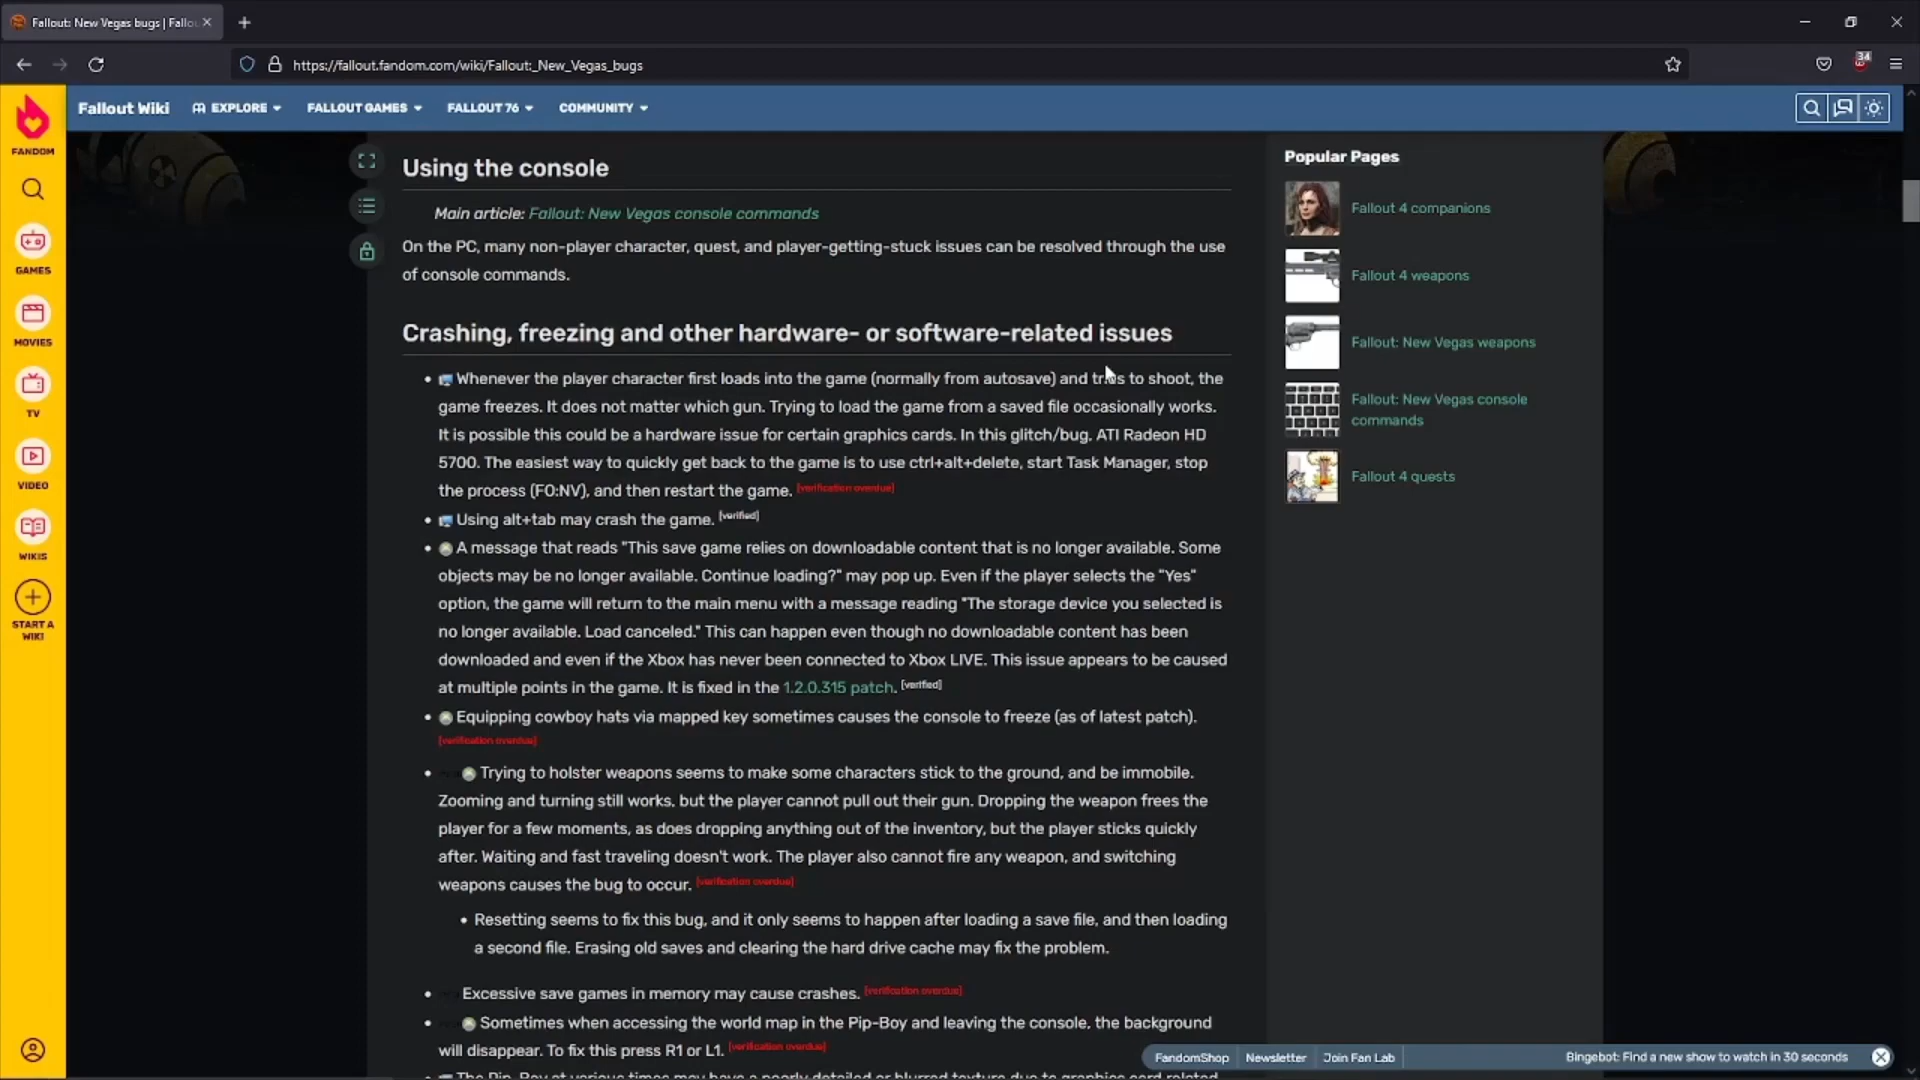 Fallout: New Vegas bugs | Fallo
https://fallout.fandom.com/wiki/Fallout:_New_Vegas_bugs
34
Fallout Wiki
EXPLORE
FALLOUT GAMES
FALLOUT 76
COMMUNITY
FANDOM
GAMES
MOVIES
TV
VIDEO
WIKIS
START A
WIKI
Using the console
Main article: Fallout: New Vegas console commands
On the PC, many non-player character, quest, and player-getting-stuck issues can be resolved through the use
of console commands.
Crashing, freezing and other hardware- or software-related issues
Whenever the player character first loads into the game (normally from autosave) and tries to shoot, the
game freezes. It does not matter which gun. Trying to load the game from a saved file occasionally works.
It is possible this could be a hardware issue for certain graphics cards. In this glitch/bug. ATI Radeon HD
5700. The easiest way to quickly get back to the game is to use ctrl+alt+delete, start Task Manager, stop
the process (FO:NV), and then restart the game. [verification overdue]
Using alt+tab may crash the game. [verified]
A message that reads "This save game relies on downloadable content that is no longer available. Some
objects may be no longer available. Continue loading?" may pop up. Even if the player selects the "Yes"
option, the game will return to the main menu with a message reading "The storage device you selected is
no longer available. Load canceled." This can happen even though no downloadable content has been
downloaded and even if the Xbox has never been connected to Xbox LIVE. This issue appears to be caused
at multiple points in the game. It is fixed in the 1.2.0.315 patch. [verified]
Equipping cowboy hats via mapped key sometimes causes the console to freeze (as of latest patch).
[verification overdue]
Trying to holster weapons seems to make some characters stick to the ground, and be immobile.
Zooming and turning still works, but the player cannot pull out their gun. Dropping the weapon frees the
player for a few moments, as does dropping anything out of the inventory, but the player sticks quickly
after. Waiting and fast traveling doesn't work. The player also cannot fire any weapon, and switching
weapons causes the bug to occur. [verification overdue]
Resetting seems to fix this bug, and it only seems to happen after loading a save file, and then loading
a second file. Erasing old saves and clearing the hard drive cache may fix the problem.
Excessive save games in memory may cause crashes. [verification overdue]
Sometimes when accessing the world map in the Pip-Boy and leaving the console, the background
will disappear. To fix this press R1 or L1. [verification overdue]
The Pip-Boy at various times may have a poorly detailed or blurred texture due to graphics card related
Popular Pages
Fallout 4 companions
Fallout 4 weapons
Fallout: New Vegas weapons
Fallout: New Vegas console
commands
Fallout 4 quests
FandomShop
Newsletter
Join Fan Lab
Bingebot: Find a new show to watch in 30 seconds